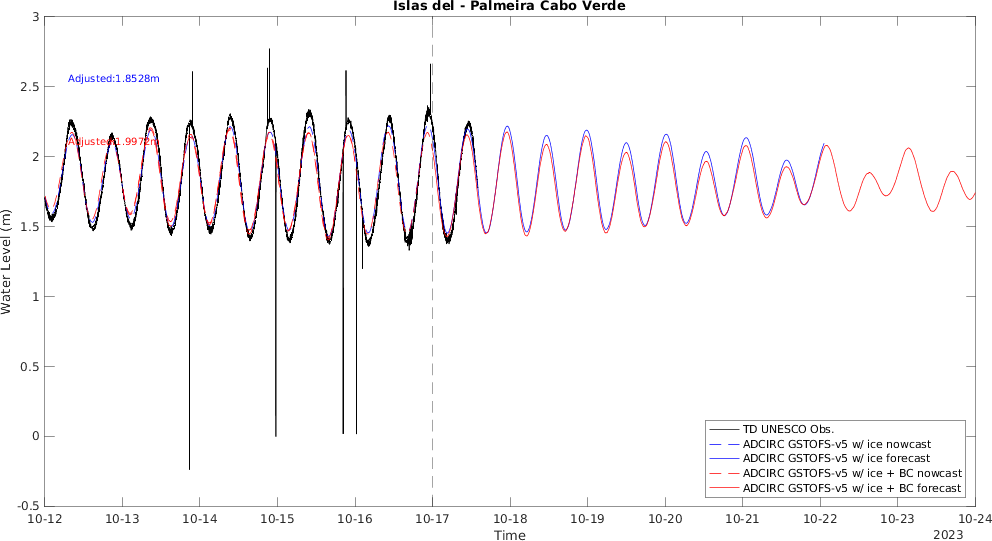 Islas del - Palmeira Cabo Verde
3
2.5
2
1.5
1
0.5
0
-0.5
Water Level (m)
Adjusted:1.8528m
Adjusted:1.9972m
TD UNESCO Obs.
ADCIRC GSTOFS-v5 w/ ice nowcast
ADCIRC GSTOFS-v5 w/ ice forecast
ADCIRC GSTOFS-v5 w/ ice + BC nowcast
ADCIRC GSTOFS-v5 w/ ice + BC forecast
10-12 10-13 10-14 10-15 10-16 10-17 10-18 10-19 10-20 10-21 10-22 10-23 10-24
Time
2023